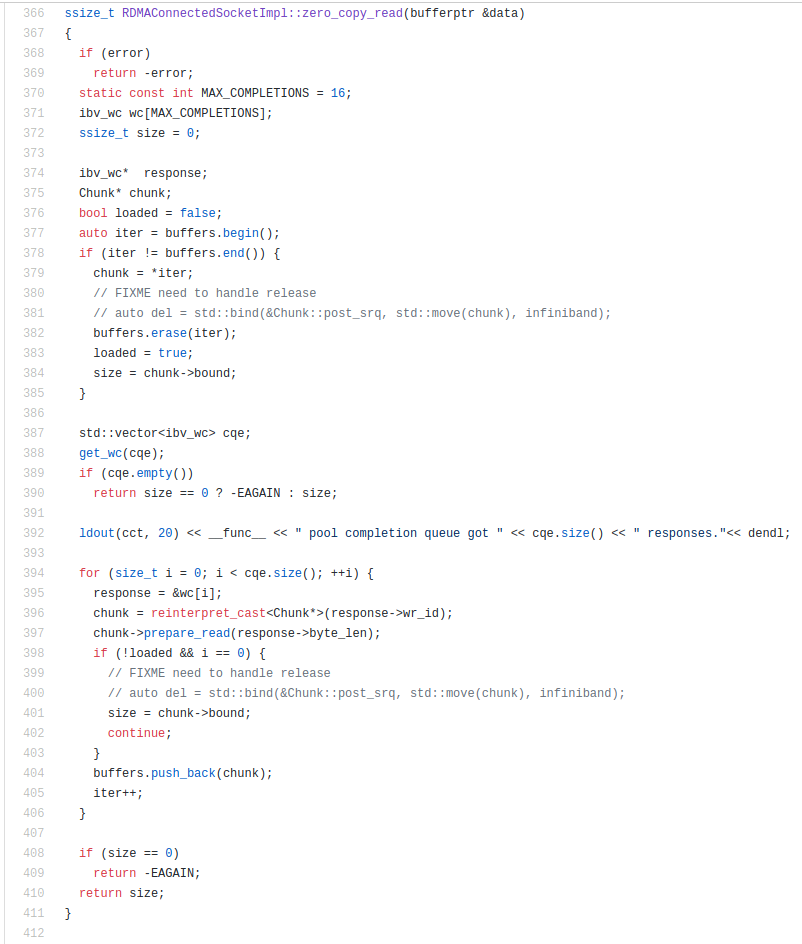 366 ssize_t RDMAConnectedSocketImpl::zero_copy_read(bufferptr &data)
367 {
368   if (error)
369     return -error;
370   static const int MAX_COMPLETIONS = 16;
371   ibv_wc wc[MAX_COMPLETIONS];
372   ssize_t size = 0;
373
374   ibv_wc*  response;
375   Chunk* chunk;
376   bool loaded = false;
377   auto iter = buffers.begin();
378   if (iter != buffers.end()) {
379     chunk = *iter;
380     // FIXME need to handle release
381     // auto del = std::bind(&Chunk::post_srq, std::move(chunk), infiniband);
382     buffers.erase(iter);
383     loaded = true;
384     size = chunk->bound;
385   }
386
387   std::vector<ibv_wc> cqe;
388   get_wc(cqe);
389   if (cqe.empty())
390     return size == 0 ? -EAGAIN : size;
391
392   ldout(cct, 20) << __func__ << " pool completion queue got " << cqe.size() << " responses."<< dendl;
393
394   for (size_t i = 0; i < cqe.size(); ++i) {
395     response = &wc[i];
396     chunk = reinterpret_cast<Chunk*>(response->wr_id);
397     chunk->prepare_read(response->byte_len);
398     if (!loaded && i == 0) {
399       // FIXME need to handle release
400       // auto del = std::bind(&Chunk::post_srq, std::move(chunk), infiniband);
401       size = chunk->bound;
402       continue;
403     }
404     buffers.push_back(chunk);
405     iter++;
406   }
407
408   if (size == 0)
409     return -EAGAIN;
410   return size;
411 }
412